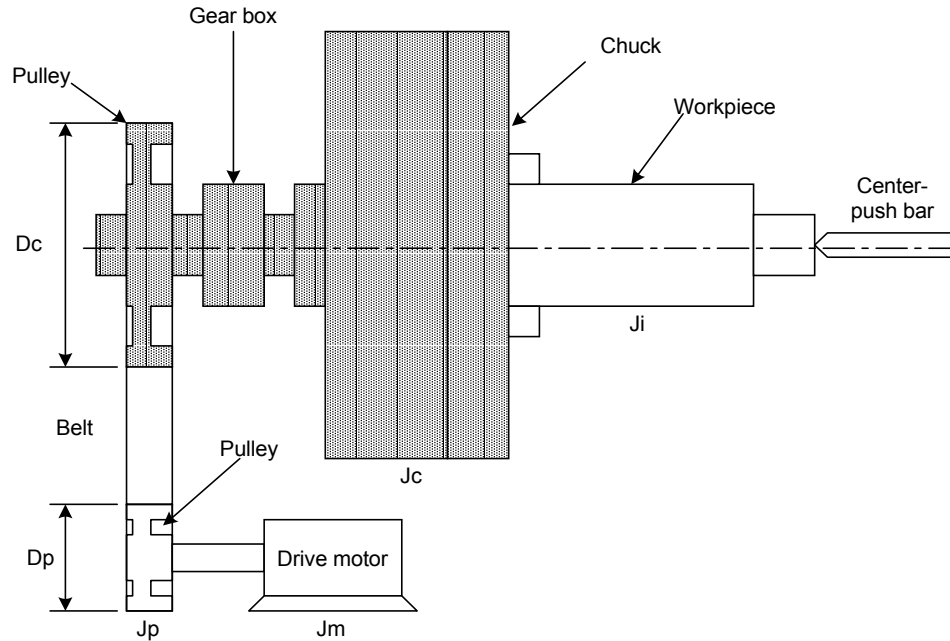 Gear box
Chuck
Pulley
Workpiece
Center-
push bar
Dc
Ji
Belt
Pulley
Jc
Dp
Drive motor
Jp
Jm